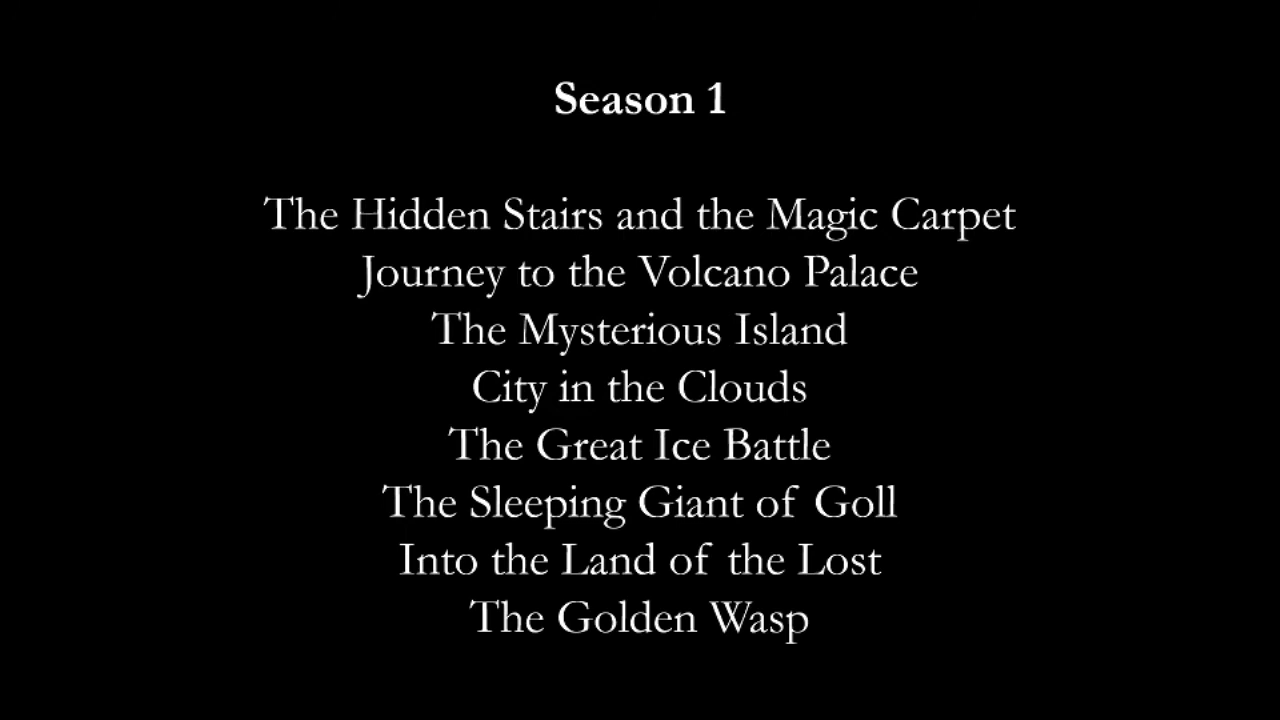 Season 1
The Hidden Stairs and the Magic Carpet
Journey to the Volcano Palace
The Mysterious Island
City in the Clouds
The Great Ice Battle
The Sleeping Giant of Goll
Into the Land of the Lost
The Golden Wasp